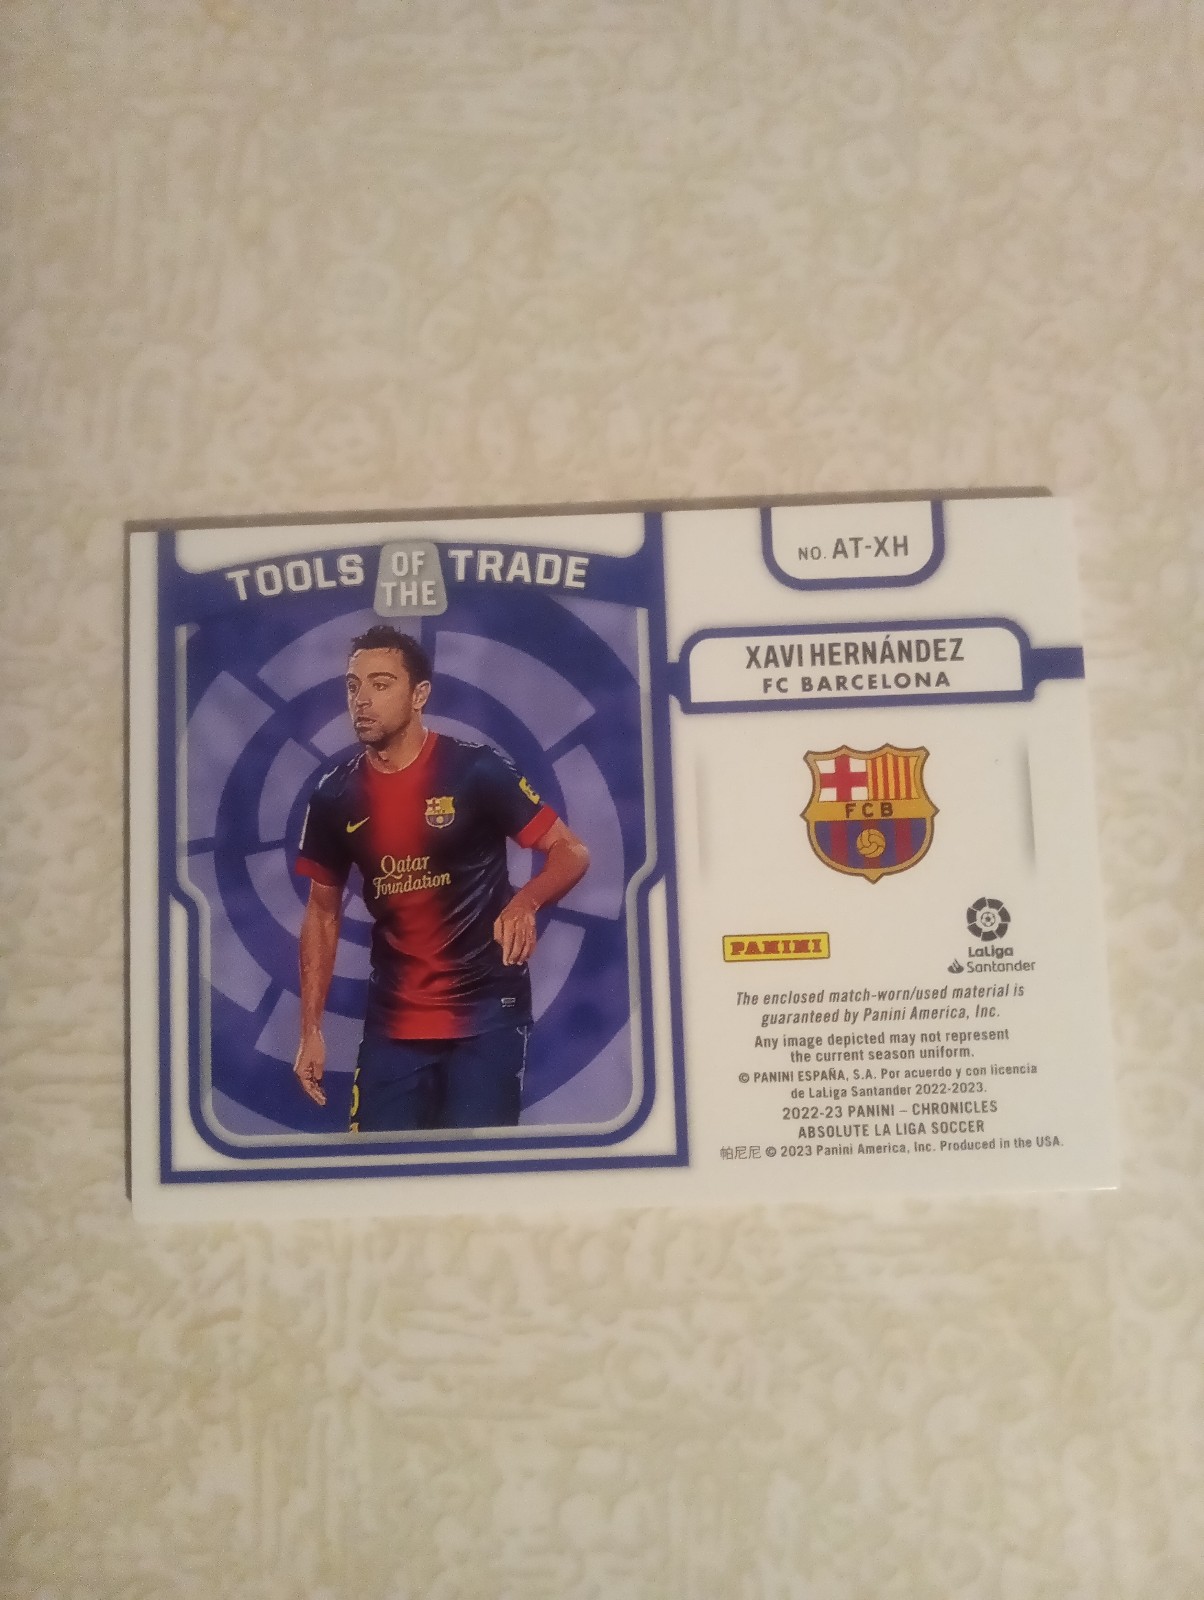 TOOLS OF THE TRADE
Qatar
Foundation
NO. AT-XH
XAVI HERNÁNDEZ
FC BARCELONA
FCB
PANINI
LaLiga
Santander
The enclosed match-worn/used material is
guaranteed by Panini America, Inc.
Any image depicted may not represent
the current season uniform.
© PANINI ESPAÑA, S.A. Por acuerdo y con licencia
de LaLiga Santander 2022-2023.
2022-23 PANINI – CHRONICLES
ABSOLUTE LA LIGA SOCCER
帕尼尼 © 2023 Panini America, Inc. Produced in the USA.